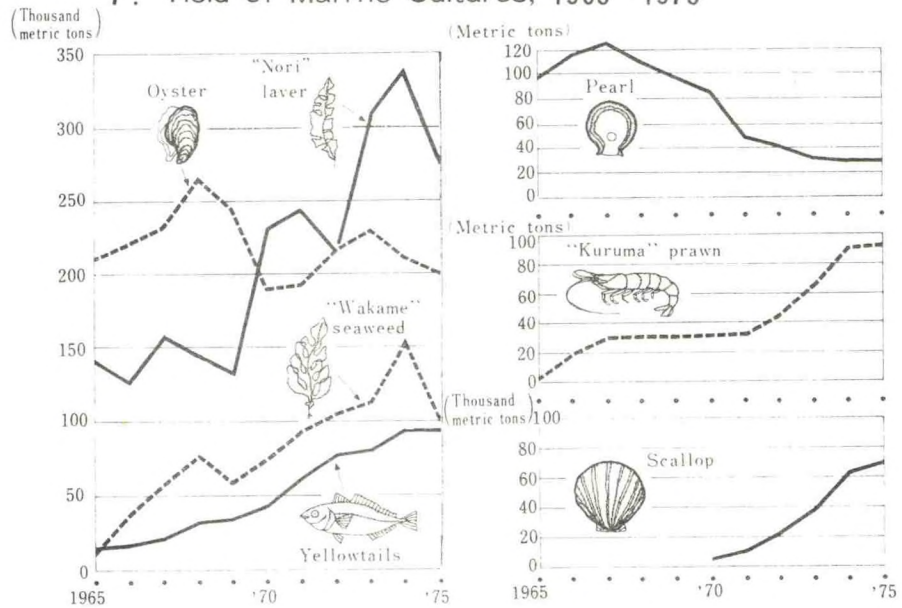 7. Yield of Marine Cultures, 1965-1975
(Thousand
metric tons)
350
300
250
200
150
100
50
0
Oyster
"Nori"
laver
"Wakame"
seaweed
Yellowtails
1965
'70
'75
(Metric tons)
120
100
80
60
40
20
0
Pearl
(Metric tons)
100
80
60
40
20
0
"Kuruma" prawn
(Thousand
metric tons)
100
80
60
40
20
0
Scallop
1965
'70
'75